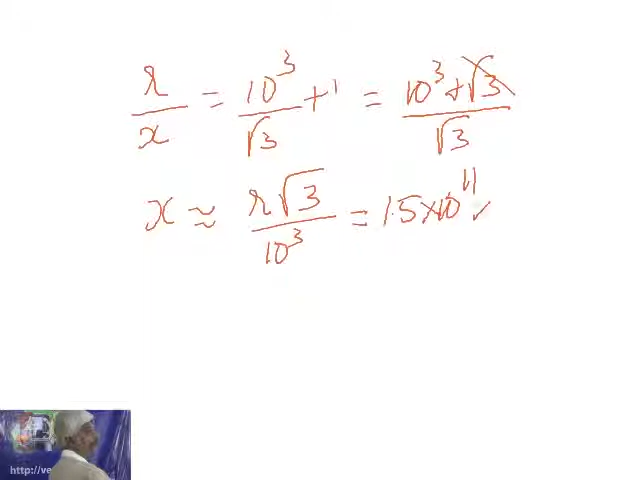 r/x = 10³/√3 + 1 = 10³ + √3/√3
x ≈ r√3/10³ = 1.5×10¹¹
http://ve